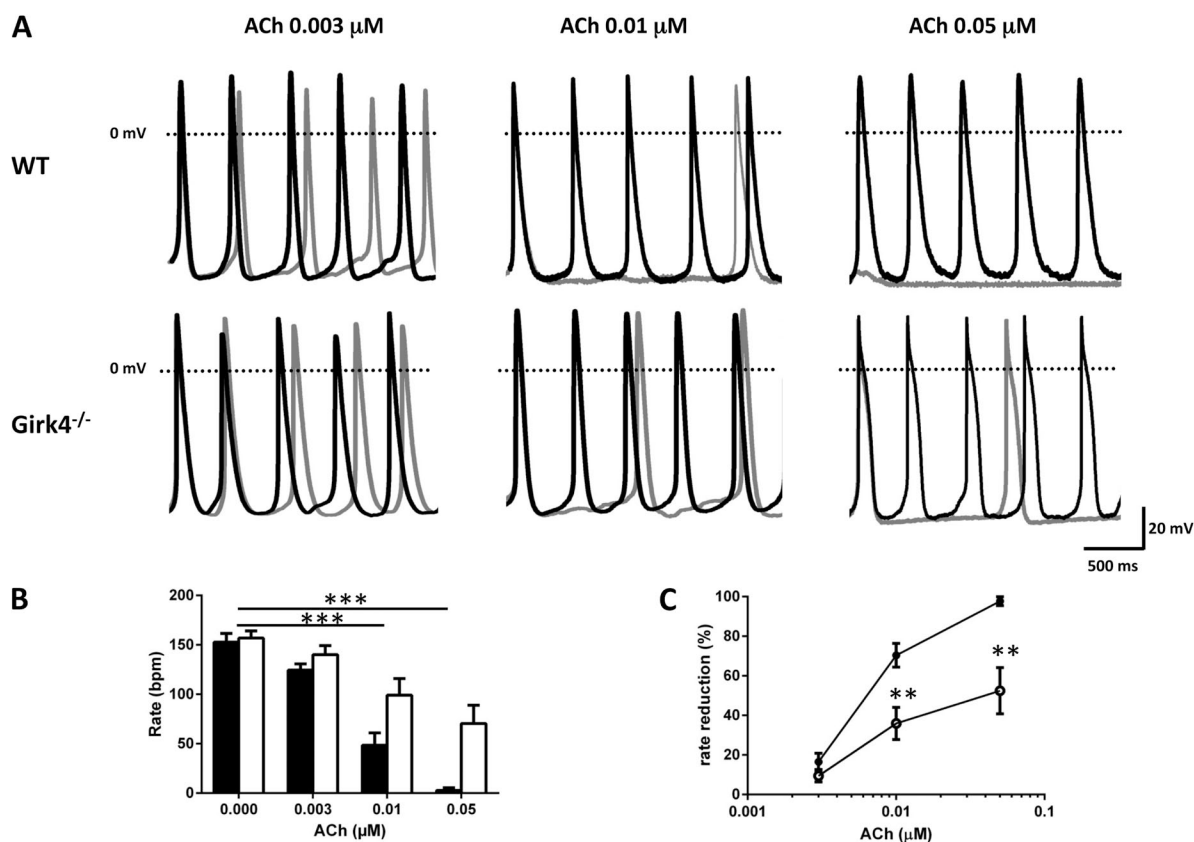 A
ACh 0.003 µM
ACh 0.01 µM
ACh 0.05 µM
0 mV
WT
0 mV
Girk4-/-
20 mV
500 ms
B
***
***
200
150
100
50
0
Rate (bpm)
0.000
0.003
0.01
0.05
ACh (µM)
C
100
80
60
40
20
0
rate reduction (%)
**
**
0.001
0.01
0.1
ACh (µM)